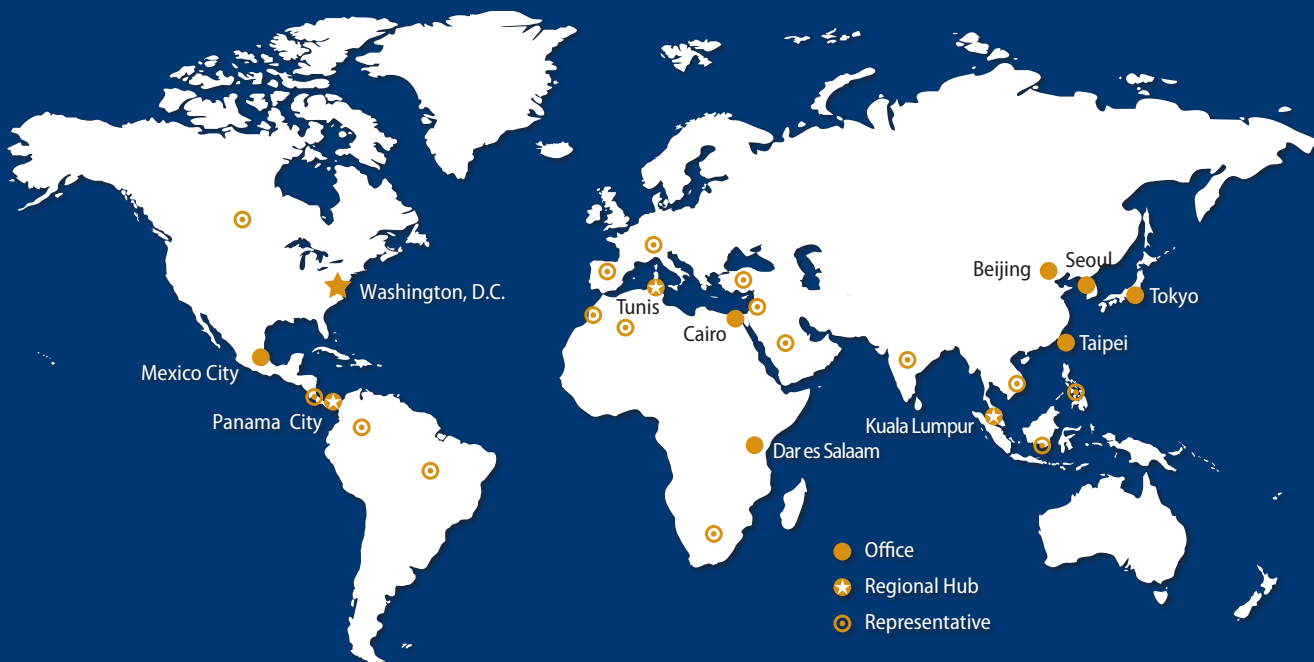 Washington, D.C.
Mexico City
Panama City
Tunis
Cairo
Dar es Salaam
Beijing
Seoul
Tokyo
Taipei
Kuala Lumpur
Office
Regional Hub
Representative